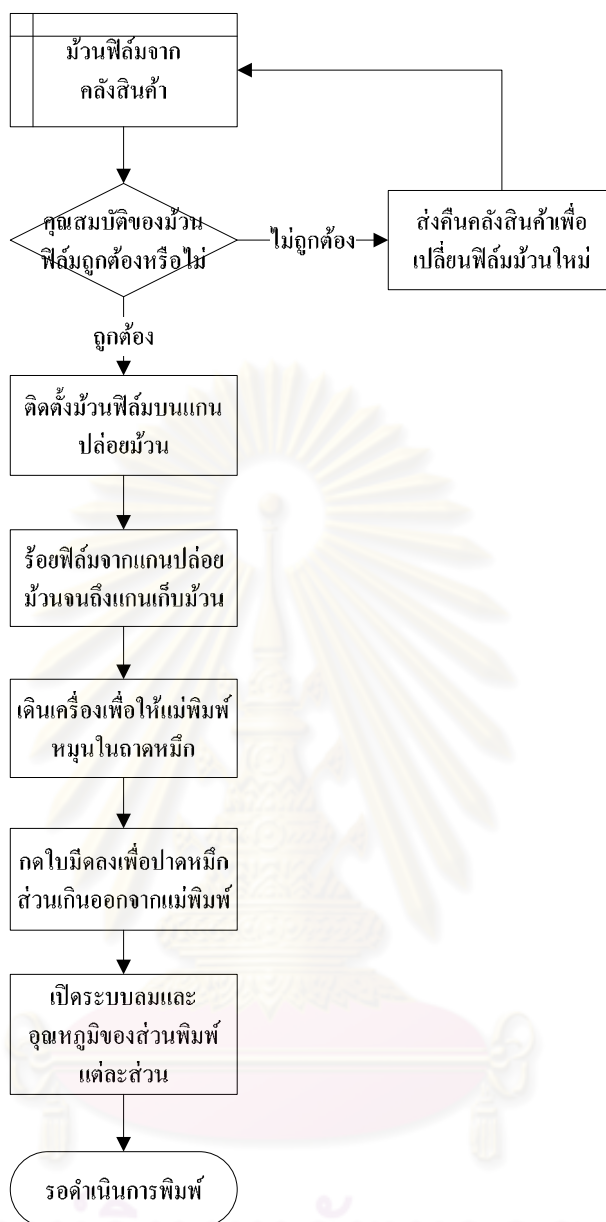 ม้วนฟิล์มจาก
คลังสินค้า
คุณสมบัติของม้วน
ฟิล์มถูกต้องหรือไม่
ไม่ถูกต้อง
ส่งคืนคลังสินค้าเพื่อ
เปลี่ยนฟิล์มม้วนใหม่
ถูกต้อง
ติดตั้งม้วนฟิล์มบนแกน
ปล่อยม้วน
ร้อยฟิล์มจากแกนปล่อย
ม้วนจนถึงแกนเก็บม้วน
เดินเครื่องเพื่อให้แม่พิมพ์
หมุนในถาดหมึก
กดใบมีดลงเพื่อปาดหมึก
ส่วนเกินออกจากแม่พิมพ์
เปิดระบบลมและ
อุณหภูมิของส่วนพิมพ์
แต่ละส่วน
รอดำเนินการพิมพ์